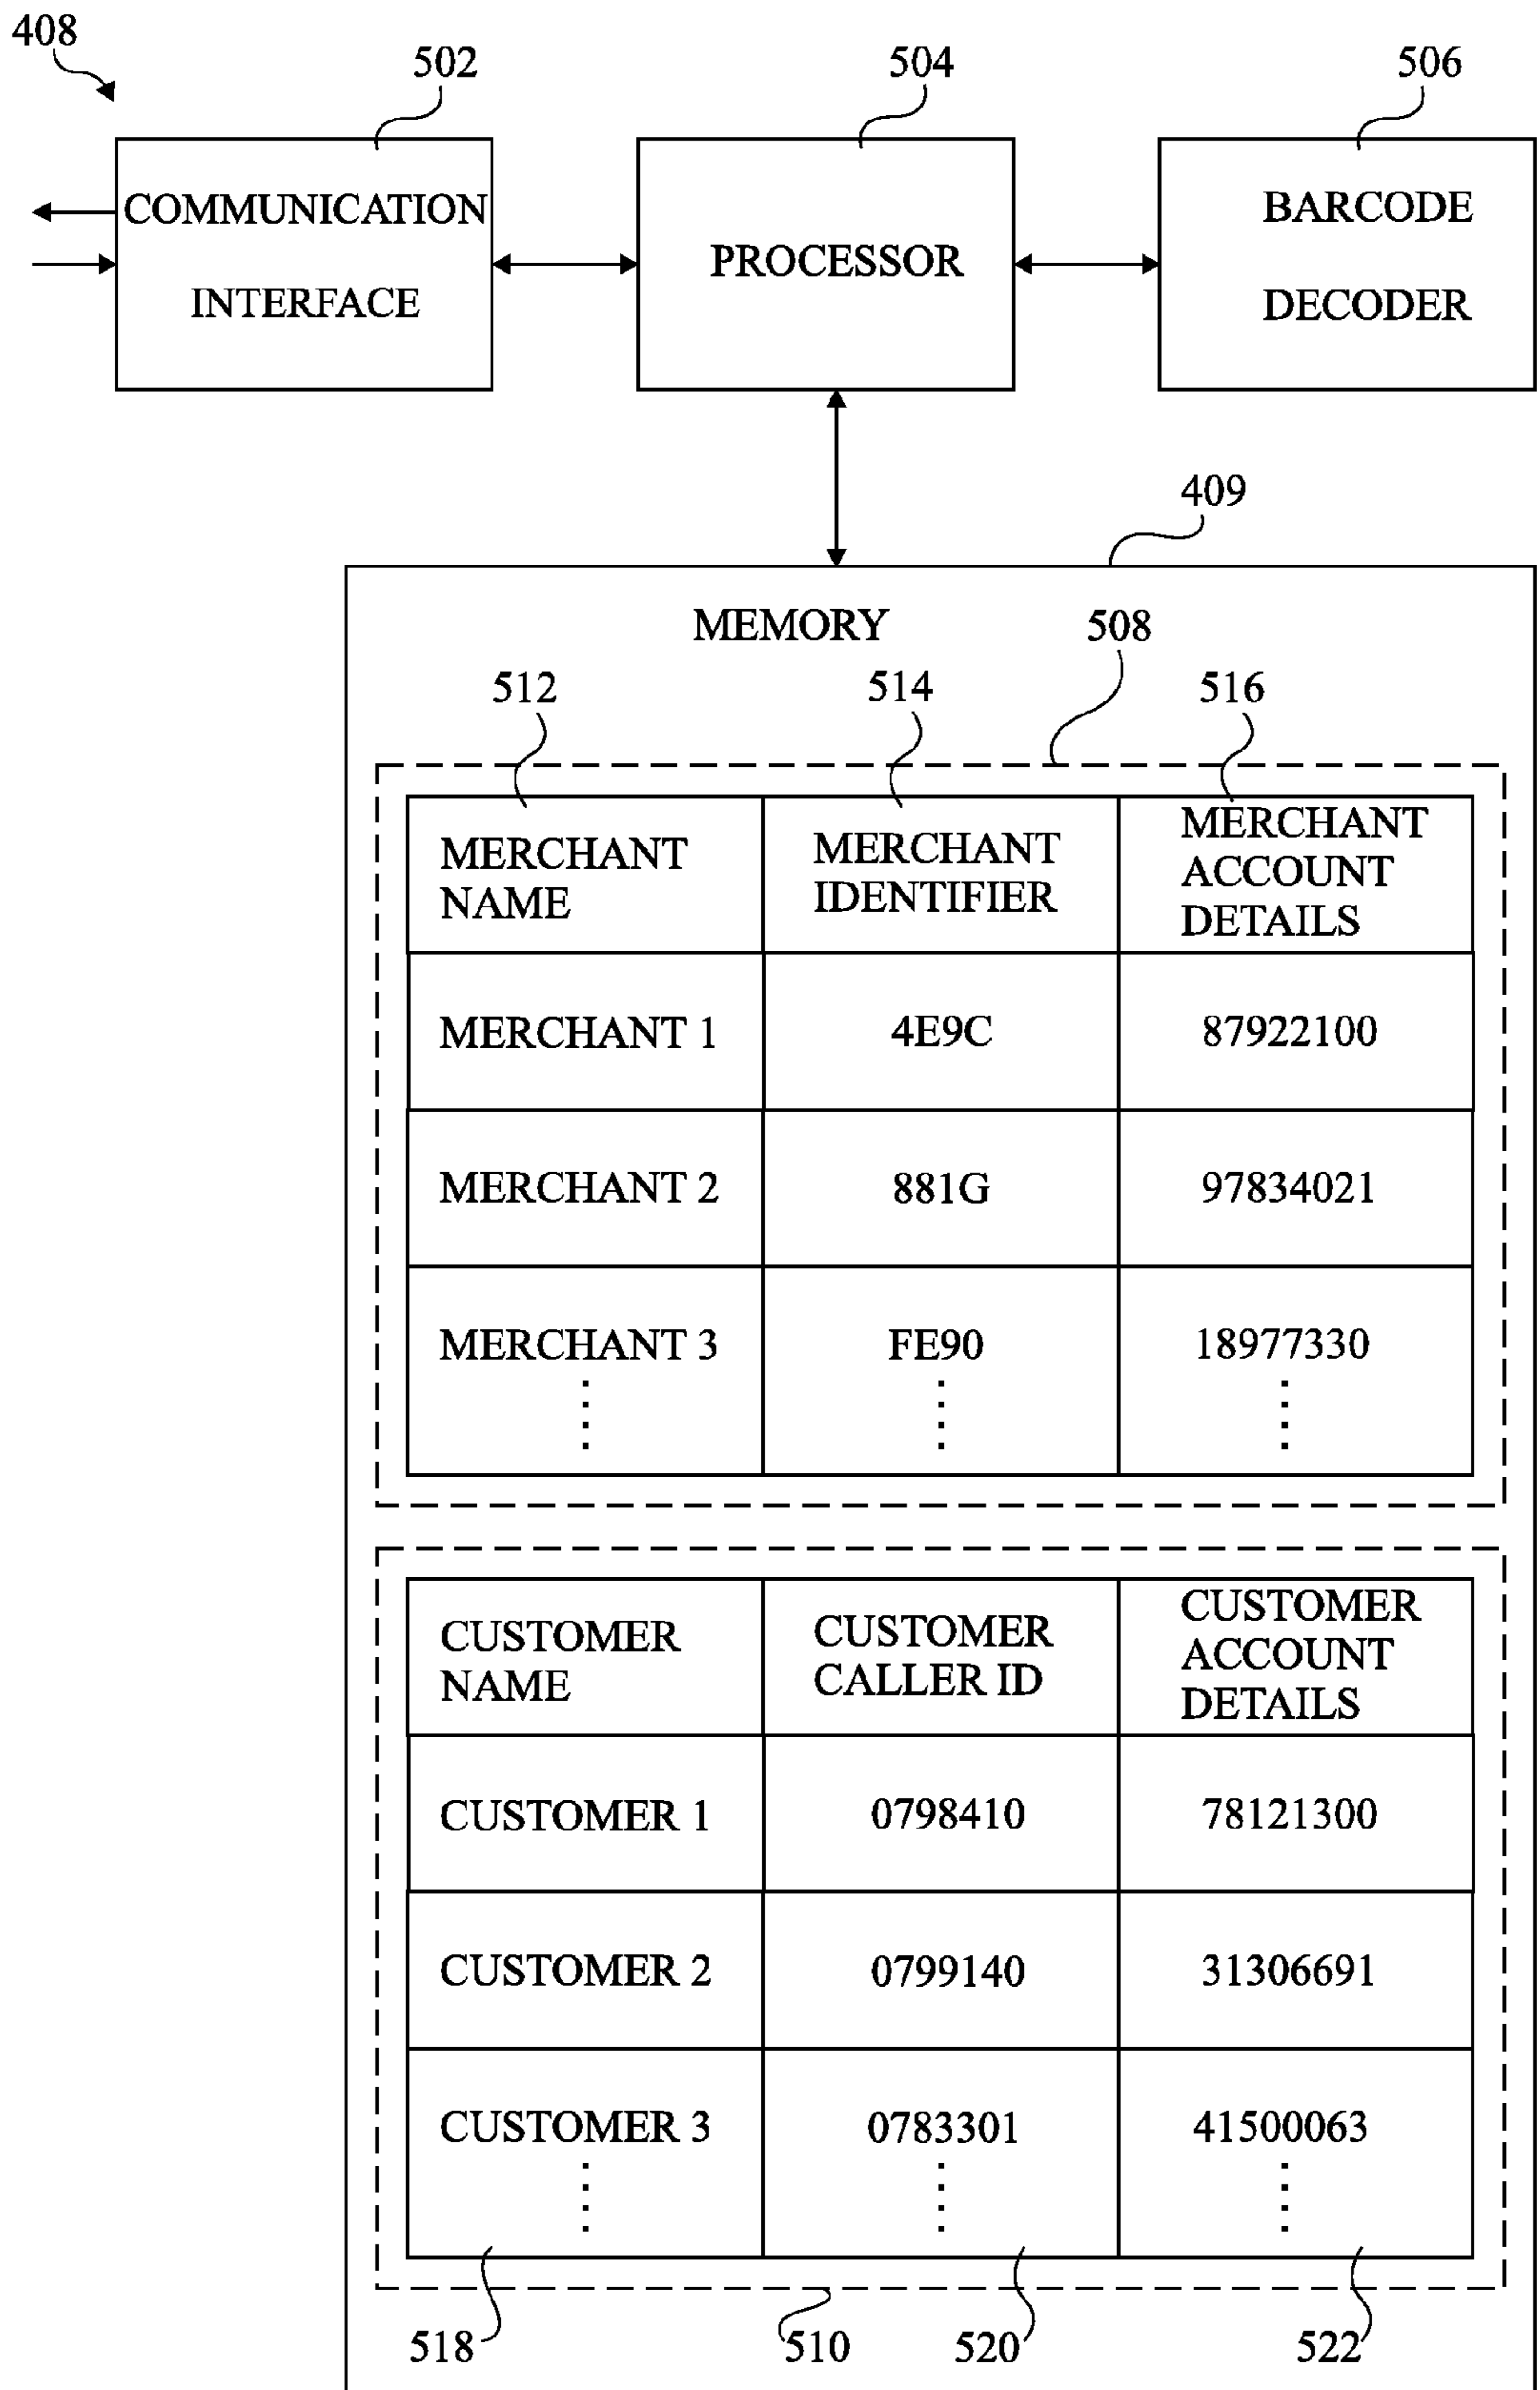 408
502
504
506
COMMUNICATION
INTERFACE
PROCESSOR
BARCODE
DECODER
409
MEMORY
508
512
514
516
MERCHANT
NAME
MERCHANT
IDENTIFIER
MERCHANT
ACCOUNT
DETAILS
MERCHANT 1
4E9C
87922100
MERCHANT 2
881G
97834021
MERCHANT 3
FE90
18977330
CUSTOMER
NAME
CUSTOMER
CALLER ID
CUSTOMER
ACCOUNT
DETAILS
CUSTOMER 1
0798410
78121300
CUSTOMER 2
0799140
31306691
CUSTOMER 3
0783301
41500063
518
510
520
522